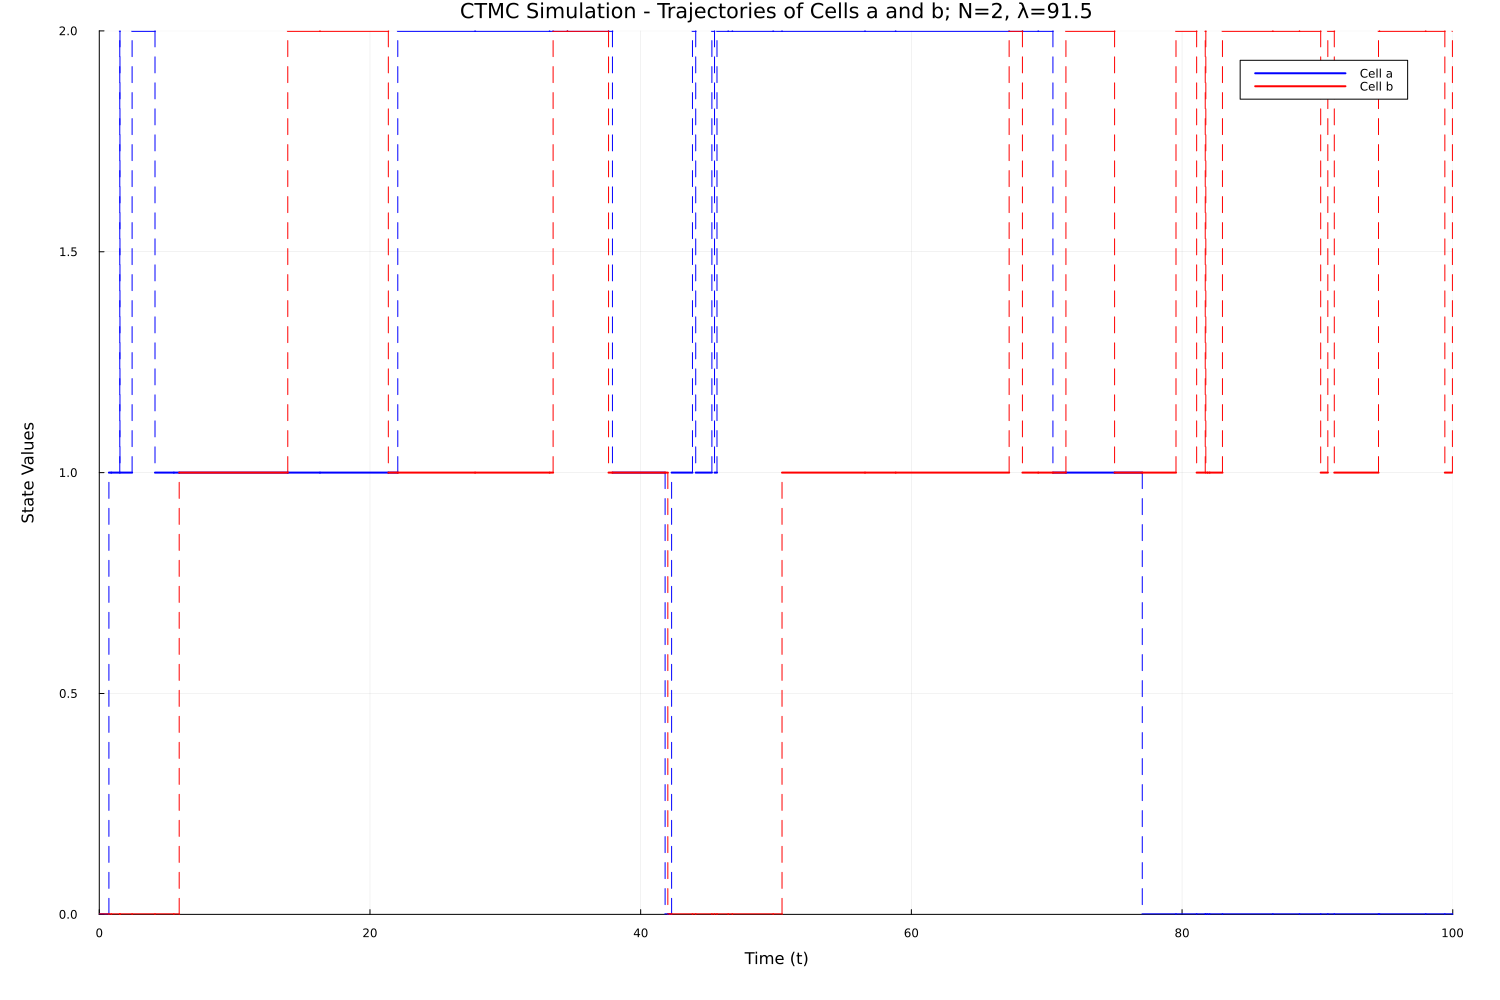 CTMC Simulation - Trajectories of Cells a and b; N=2, λ=91.5
2.0
Cell a
Cell b
1.5
1.0
State Values
0.5
0.0
0 20 40 60 80 100
Time (t)